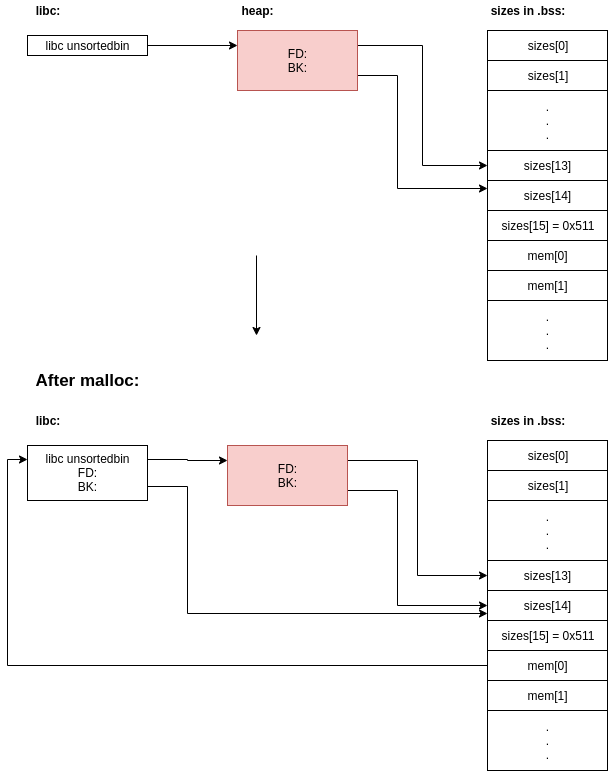 libc:
heap:
sizes in .bss:
libc unsortedbin
FD:
BK:
sizes[0]
sizes[1]
.
.
.
sizes[13]
sizes[14]
sizes[15] = 0x511
mem[0]
mem[1]
.
.
.
After malloc:
libc:
sizes in .bss:
libc unsortedbin
FD:
BK:
FD:
BK:
sizes[0]
sizes[1]
.
.
.
sizes[13]
sizes[14]
sizes[15] = 0x511
mem[0]
mem[1]
.
.
.